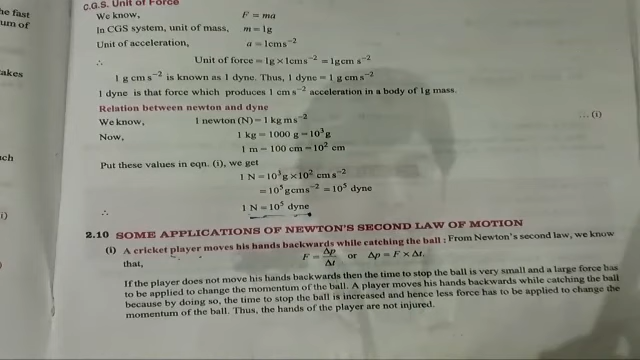 he fast
um of
takes
ach
i)
C.G.S. Unit of Force
We know, F = ma
In CGS system, unit of mass, m = 1g
Unit of acceleration, a = 1cms⁻²
∴ Unit of force = 1g × 1cms⁻² = 1gcm s⁻²
1 g cm s⁻² is known as 1 dyne. Thus, 1 dyne = 1 g cm s⁻²
1 dyne is that force which produces 1 cm s⁻² acceleration in a body of 1g mass.
Relation between newton and dyne
We know, 1 newton (N) = 1 kg ms⁻² ... (i)
Now, 1 kg = 1000 g = 10³g
1 m = 100 cm = 10² cm
Put these values in eqn. (i), we get
1 N = 10³g × 10² cm s⁻²
= 10⁵gcms⁻² = 10⁵ dyne
∴ 1 N = 10⁵ dyne
2.10 SOME APPLICATIONS OF NEWTON'S SECOND LAW OF MOTION
(i) A cricket player moves his hands backwards while catching the ball : From Newton's second law, we know
that, F = Δp/Δt or Δp = F × Δt.
If the player does not move his hands backwards then the time to stop the ball is very small and a large force has
to be applied to change the momentum of the ball. A player moves his hands backwards while catching the ball
because by doing so, the time to stop the ball is increased and hence less force has to be applied to change the
momentum of the ball. Thus, the hands of the player are not injured.